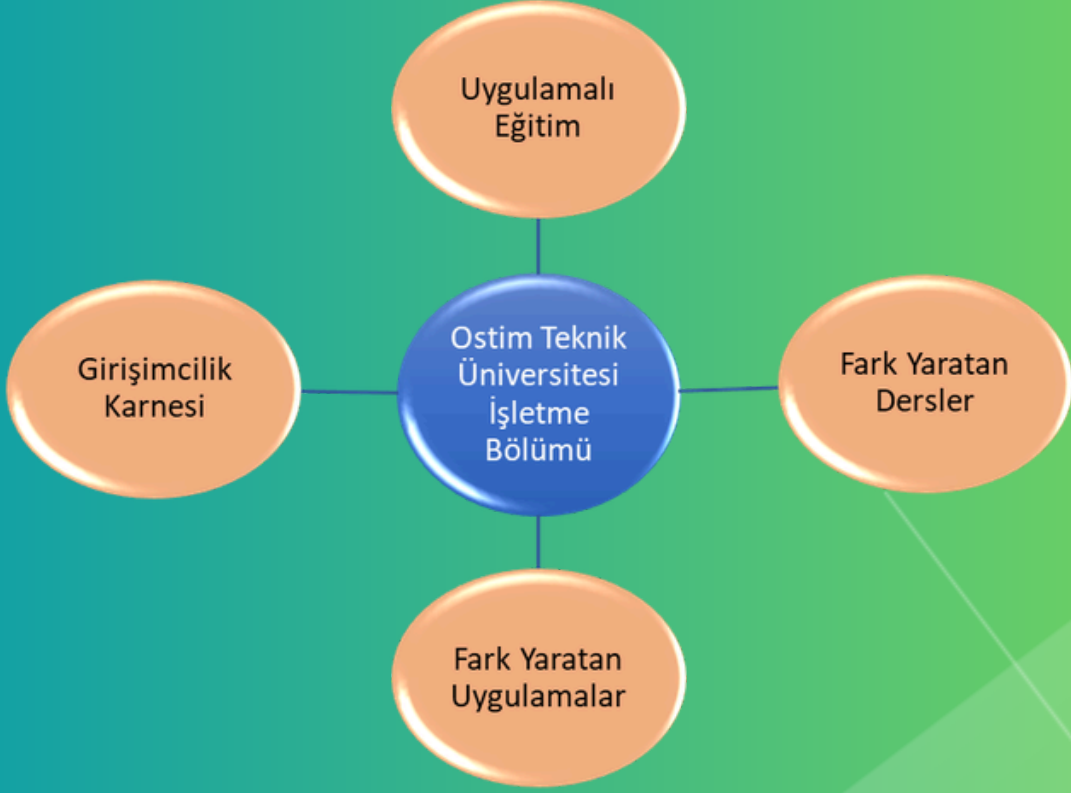 Uygulamalı
Eğitim
Girişimcilik
Karnesi
Ostim Teknik
Üniversitesi
İşletme
Bölümü
Fark Yaratan
Dersler
Fark Yaratan
Uygulamalar